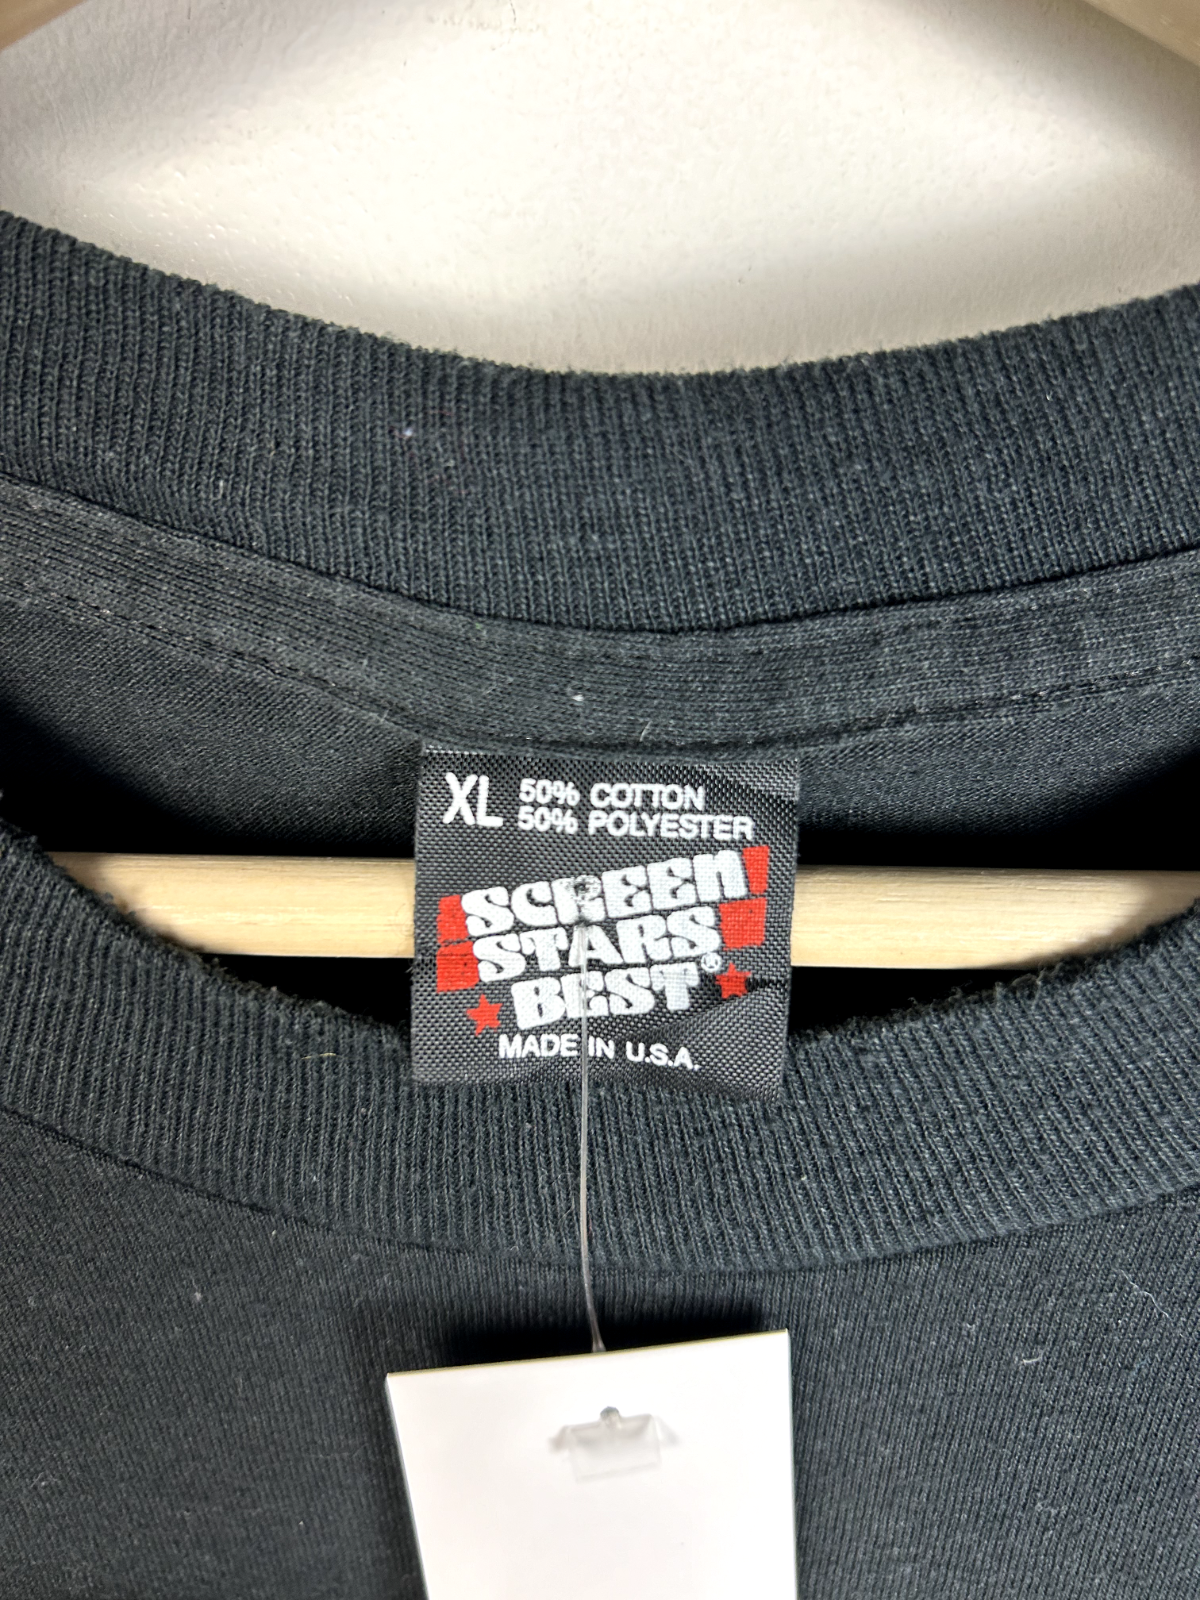 XL 50% COTTON
50% POLYESTER
SCREEN
STARS
BEST®
MADE IN U.S.A.